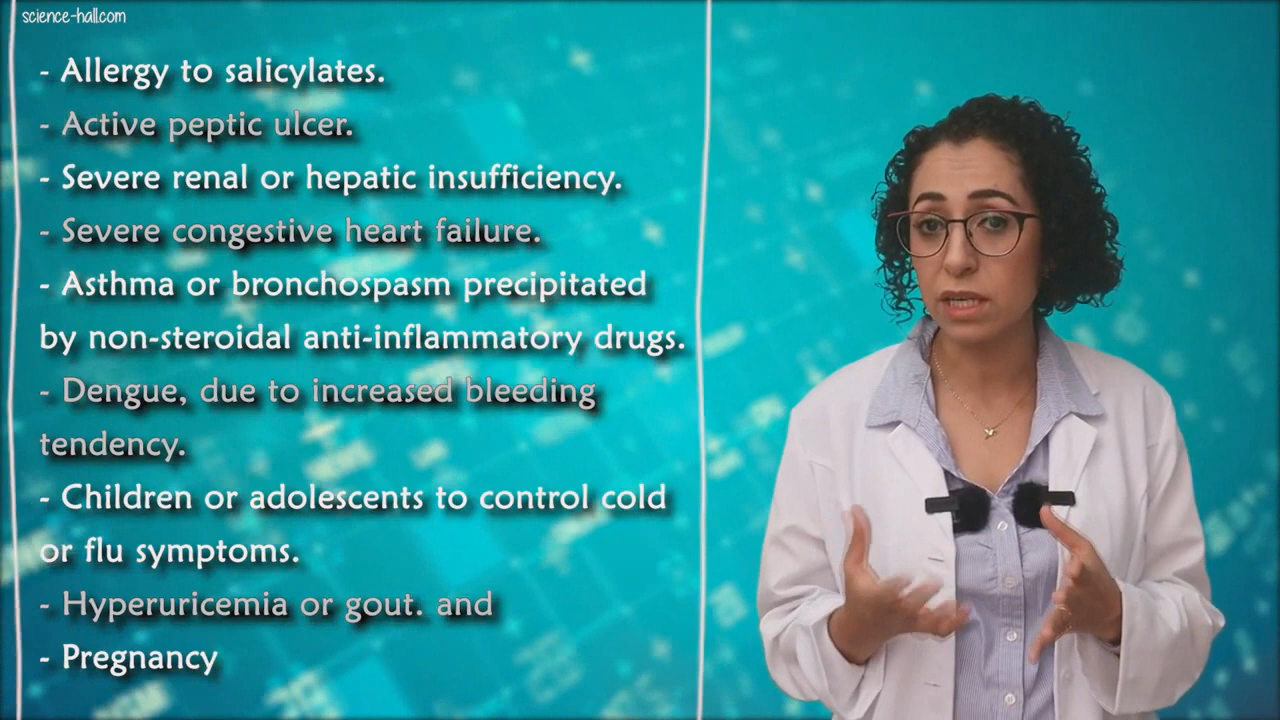 science-hall.com
- Allergy to salicylates.
- Active peptic ulcer.
- Severe renal or hepatic insufficiency.
- Severe congestive heart failure.
- Asthma or bronchospasm precipitated
by non-steroidal anti-inflammatory drugs.
- Dengue, due to increased bleeding
tendency.
- Children or adolescents to control cold
or flu symptoms.
- Hyperuricemia or gout. and
- Pregnancy